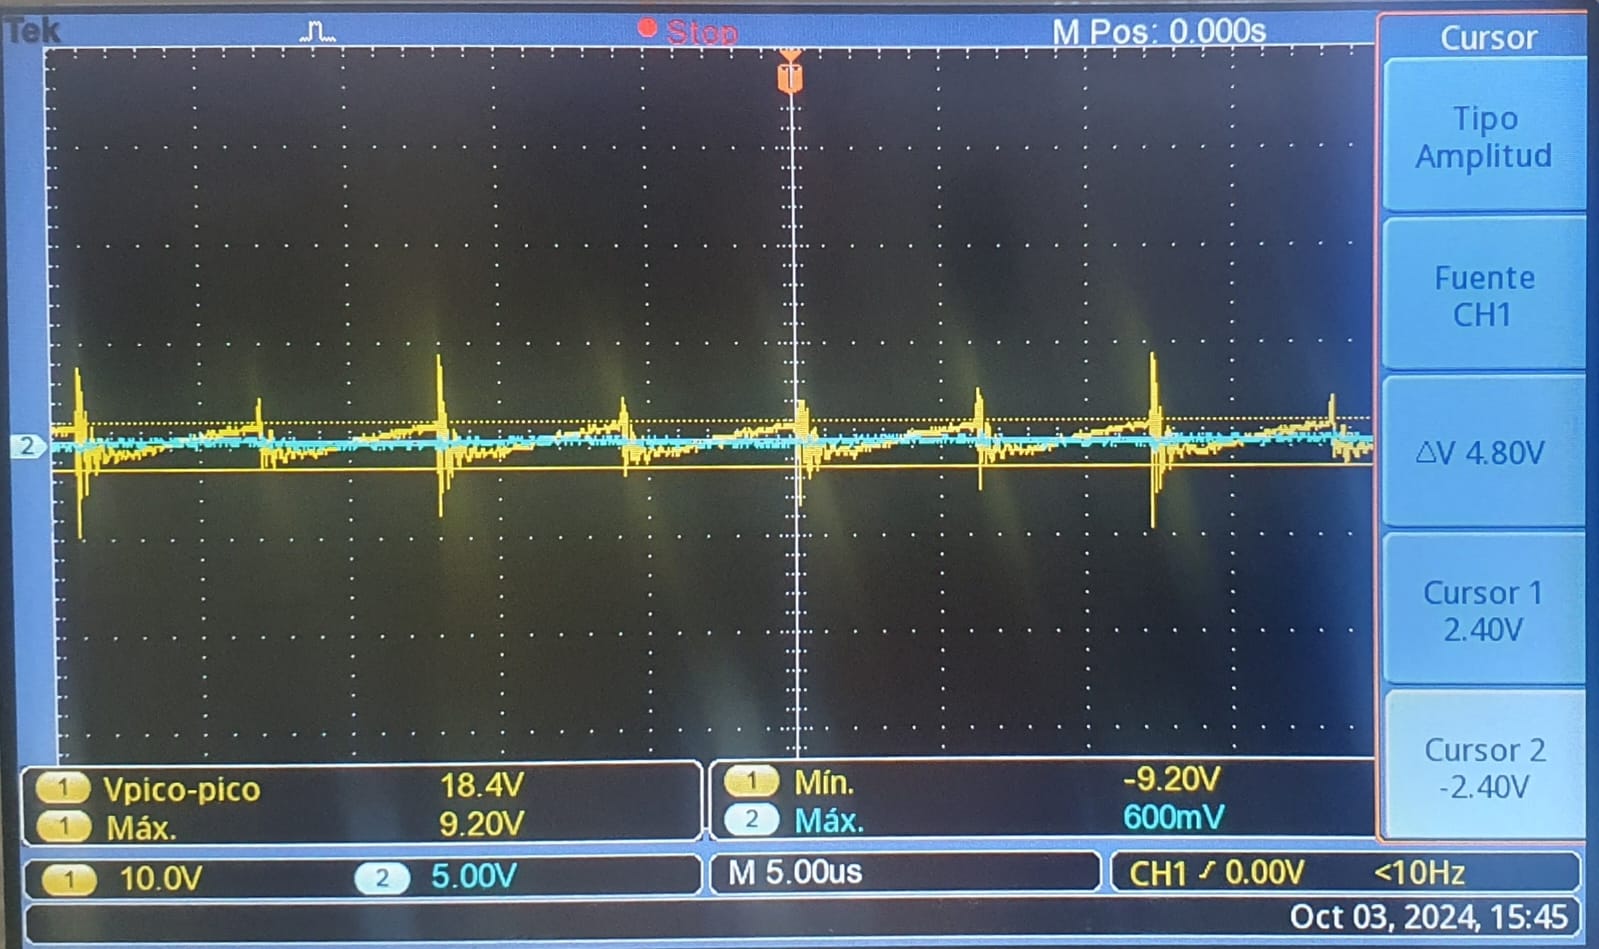 Tek
Stop
M Pos: 0.000s
T
2
Cursor
Tipo
Amplitud
Fuente
CH1
△V 4.80V
Cursor 1
2.40V
Cursor 2
-2.40V
1 Vpico-pico 18.4V
1 Máx. 9.20V
1 Mín. -9.20V
2 Máx. 600mV
1 10.0V 2 5.00V
M 5.00us
CH1 / 0.00V <10Hz
Oct 03, 2024, 15:45